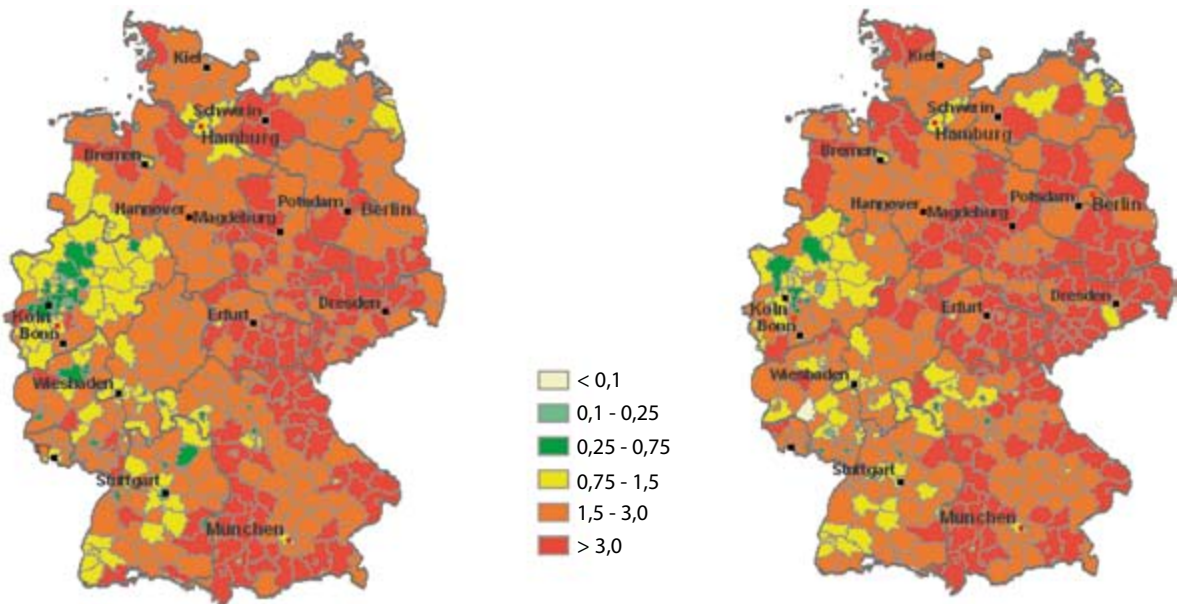 Kiel
Schwerin
Hamburg
Bremen
Hannover
Magdeburg
Potsdam
Berlin
Köln
Bonn
Erfurt
Dresden
Wiesbaden
Stuttgart
München
< 0,1
0,1 - 0,25
0,25 - 0,75
0,75 - 1,5
1,5 - 3,0
> 3,0
Kiel
Schwerin
Hamburg
Bremen
Hannover
Magdeburg
Potsdam
Berlin
Köln
Bonn
Erfurt
Dresden
Wiesbaden
Stuttgart
München